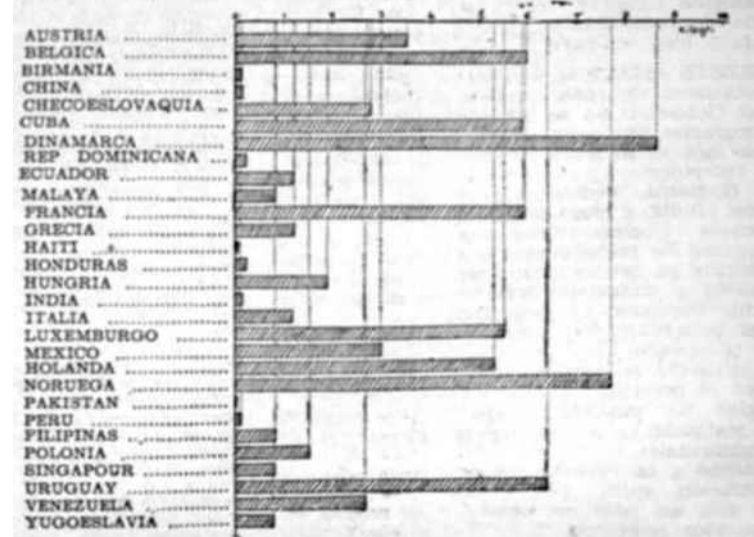 AUSTRIA
BELGICA
BIRMANIA
CHINA
CHECOESLOVAQUIA
CUBA
DINAMARCA
REP DOMINICANA
ECUADOR
MALAYA
FRANCIA
GRECIA
HAITI
HONDURAS
HUNGRIA
INDIA
ITALIA
LUXEMBURGO
MEXICO
HOLANDA
NORUEGA
PAKISTAN
PERU
FILIPINAS
POLONIA
SINGAPOUR
URUGUAY
VENEZUELA
YUGOESLAVIA